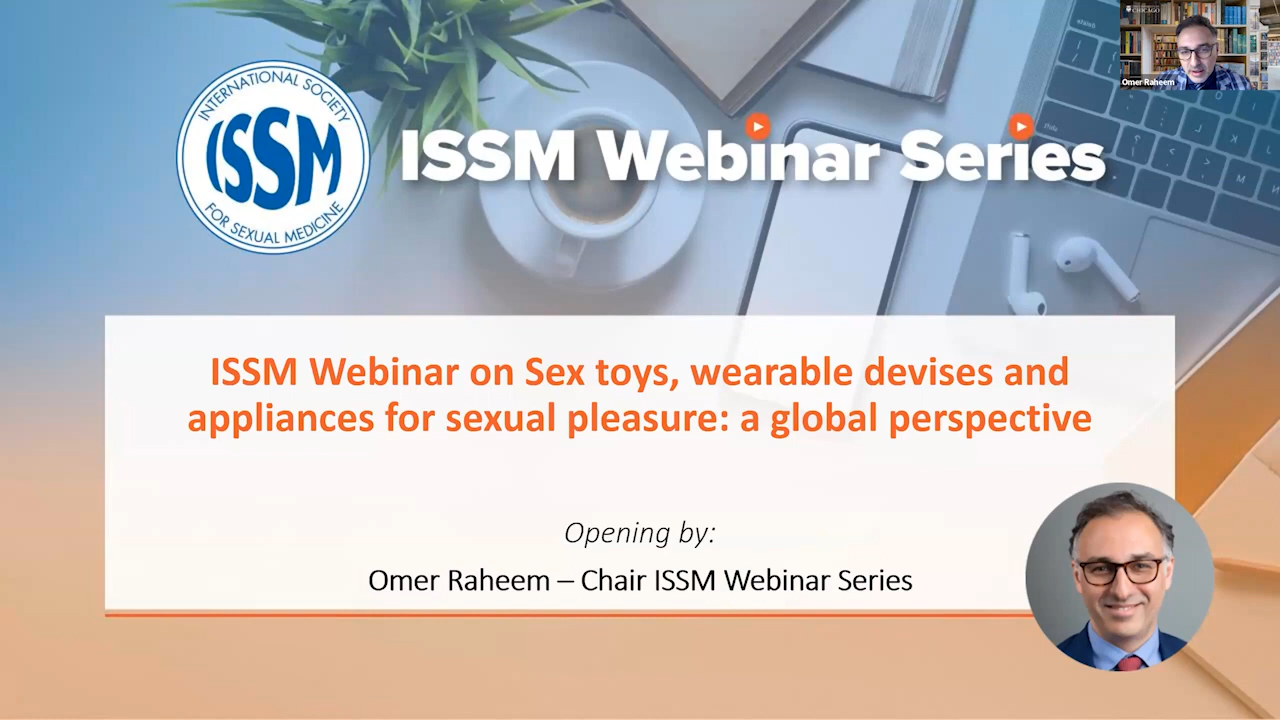 INTERNATIONAL SOCIETY
ISSM
FOR SEXUAL MEDICINE
ISSM Webinar Series
Omer Raheem
ISSM Webinar on Sex toys, wearable devises and
appliances for sexual pleasure: a global perspective
Opening by:
Omer Raheem – Chair ISSM Webinar Series